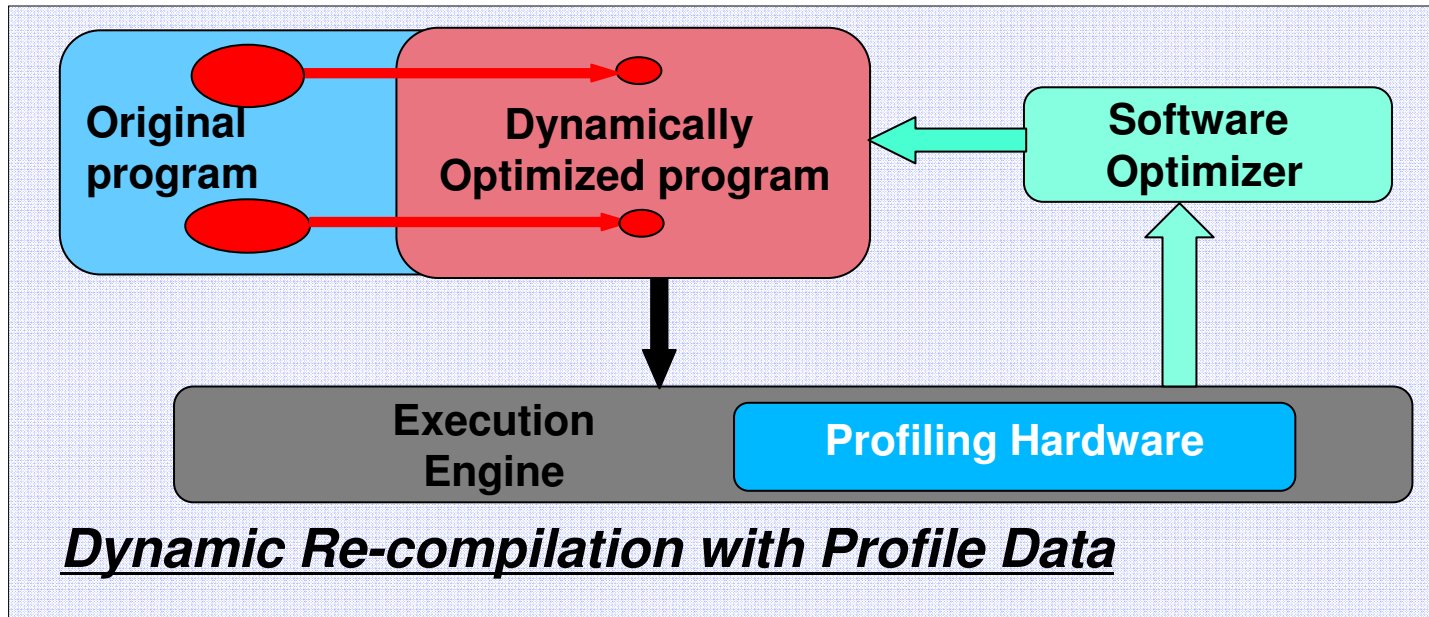 Original
program
Dynamically
Optimized program
Software
Optimizer
Execution
Engine
Profiling Hardware
Dynamic Re-compilation with Profile Data